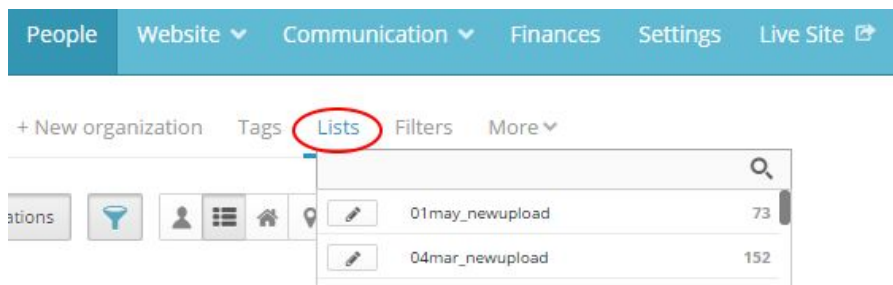 People Website Communication Finances Settings Live Site
+ New organization Tags Lists Filters More
ations
01may_newupload 73
04mar_newupload 152